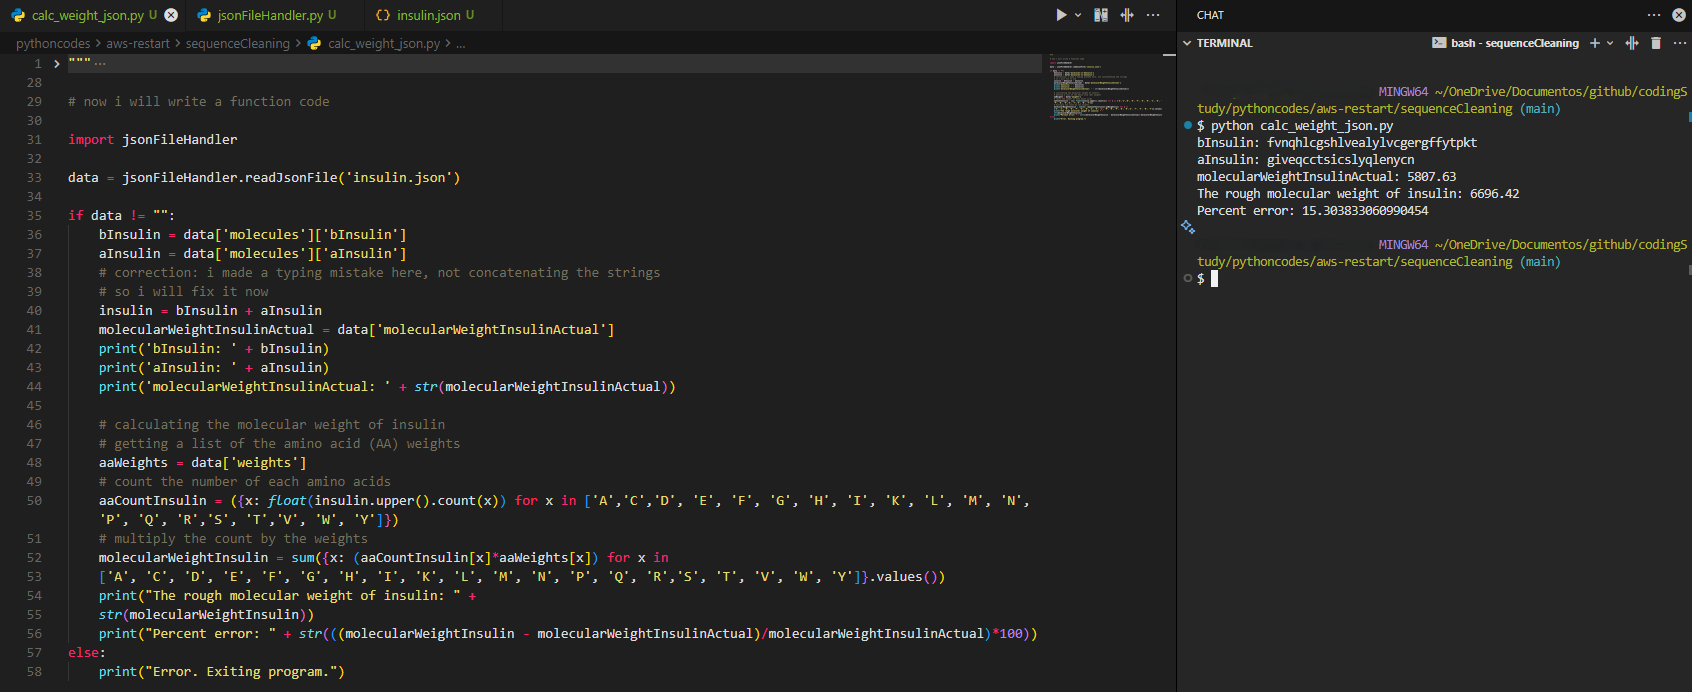 calc_weight_json.py U
jsonFileHandler.py U
insulin.json U
pythoncodes > aws-restart > sequenceCleaning > calc_weight_json.py > ...
1 > """ ...
28
29 # now i will write a function code
30
31 import jsonFileHandler
32
33 data = jsonFileHandler.readJsonFile('insulin.json')
34
35 if data != "":
36 bInsulin = data['molecules']['bInsulin']
37 aInsulin = data['molecules']['aInsulin']
38 # correction: i made a typing mistake here, not concatenating the strings
39 # so i will fix it now
40 insulin = bInsulin + aInsulin
41 molecularWeightInsulinActual = data['molecularWeightInsulinActual']
42 print('bInsulin: ' + bInsulin)
43 print('aInsulin: ' + aInsulin)
44 print('molecularWeightInsulinActual: ' + str(molecularWeightInsulinActual))
45
46 # calculating the molecular weight of insulin
47 # getting a list of the amino acid (AA) weights
48 aaWeights = data['weights']
49 # count the number of each amino acids
50 aaCountInsulin = ({x: float(insulin.upper().count(x)) for x in ['A','C','D', 'E', 'F', 'G', 'H', 'I', 'K', 'L', 'M', 'N',
'P', 'Q', 'R','S', 'T','V', 'W', 'Y']})
51 # multiply the count by the weights
52 molecularWeightInsulin = sum({x: (aaCountInsulin[x]*aaWeights[x]) for x in
53 ['A', 'C', 'D', 'E', 'F', 'G', 'H', 'I', 'K', 'L', 'M', 'N', 'P', 'Q', 'R','S', 'T', 'V', 'W', 'Y']}.values())
54 print("The rough molecular weight of insulin: " +
55 str(molecularWeightInsulin))
56 print("Percent error: " + str(((molecularWeightInsulin - molecularWeightInsulinActual)/molecularWeightInsulinActual)*100))
57 else:
58 print("Error. Exiting program.")
CHAT
TERMINAL
bash - sequenceCleaning
MINGW64 ~/OneDrive/Documentos/github/codingS
tudy/pythoncodes/aws-restart/sequenceCleaning (main)
$ python calc_weight_json.py
bInsulin: fvnqhlcgshlvealylvcgergffytpkt
aInsulin: giveqcctsicslyqlenycn
molecularWeightInsulinActual: 5807.63
The rough molecular weight of insulin: 6696.42
Percent error: 15.303833060990454
MINGW64 ~/OneDrive/Documentos/github/codingS
tudy/pythoncodes/aws-restart/sequenceCleaning (main)
$